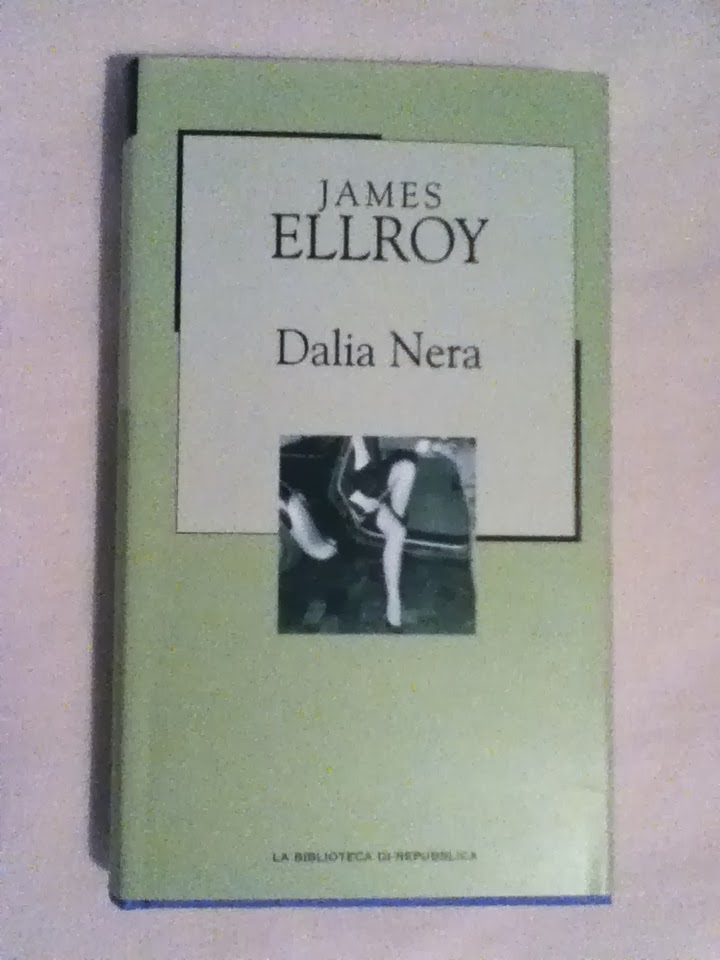 JAMES
ELLROY
Dalia Nera
LA BIBLIOTECA DI REPUBBLICA